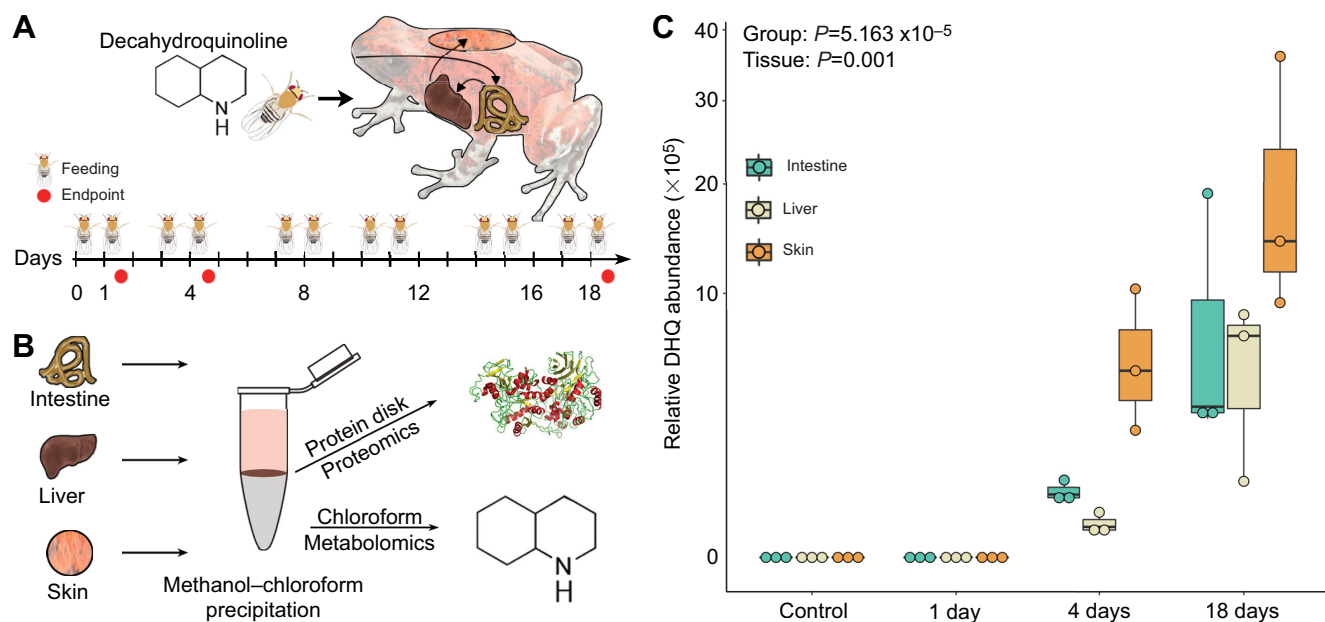 A
Decahydroquinoline
N
H
Feeding
Endpoint
Days
0 1 4 8 12 16 18
B
Intestine
Liver
Skin
Protein disk
Proteomics
Chloroform
Metabolomics
Methanol–chloroform
precipitation
N
H
C
Group: P=5.163 x10⁻⁵
Tissue: P=0.001
Intestine
Liver
Skin
Relative DHQ abundance (×10⁵)
40
30
20
10
0
Control 1 day 4 days 18 days